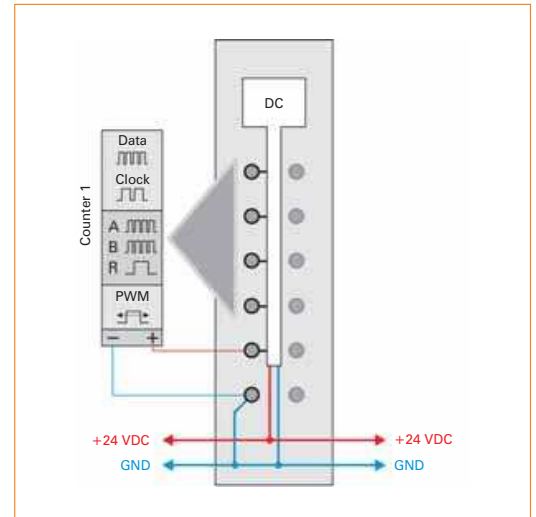 DC
Data
Clock
Counter 1
A
B
R
PWM
− +
+24 VDC +24 VDC
GND GND